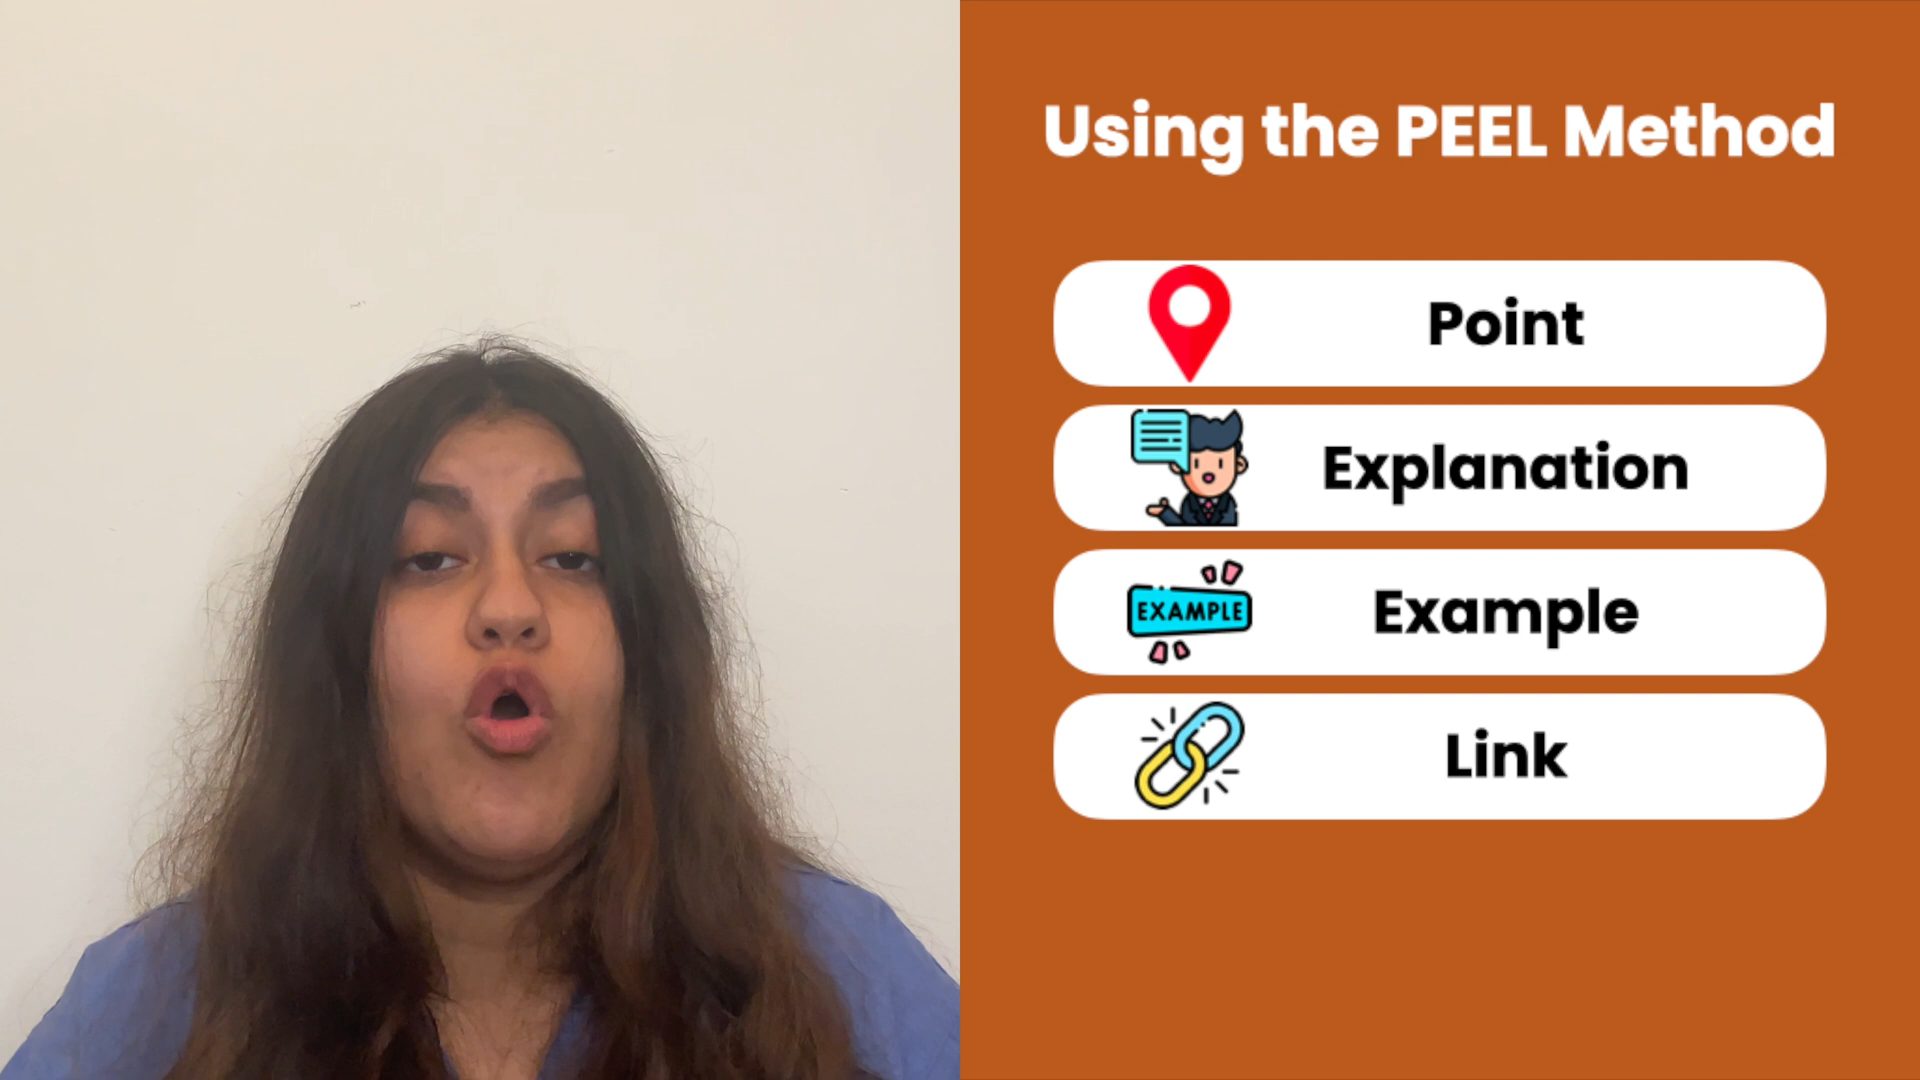 Using the PEEL Method
Point
Explanation
EXAMPLE
Example
Link